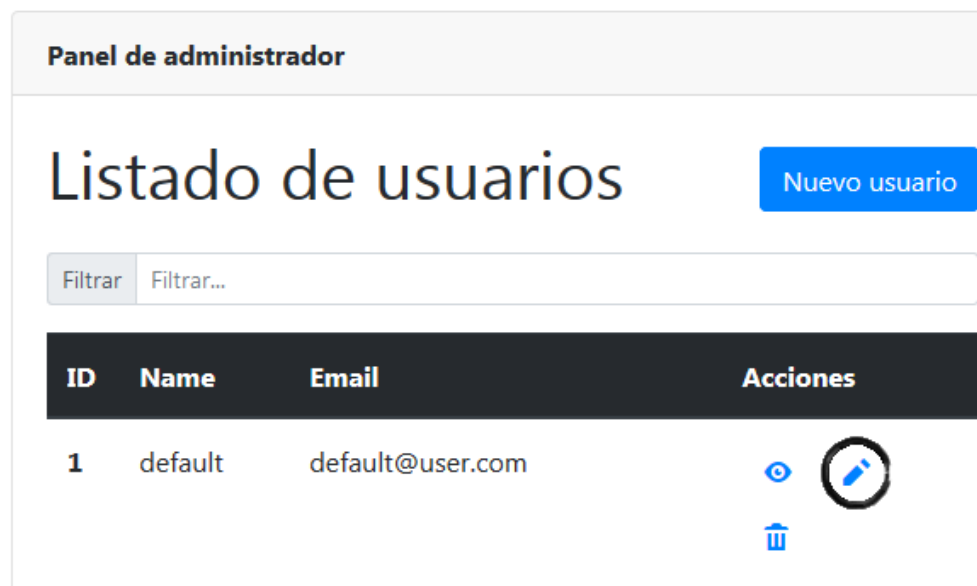 Panel de administrador
Listado de usuarios
Nuevo usuario
Filtrar Filtrar...
ID Name Email Acciones
1 default default@user.com